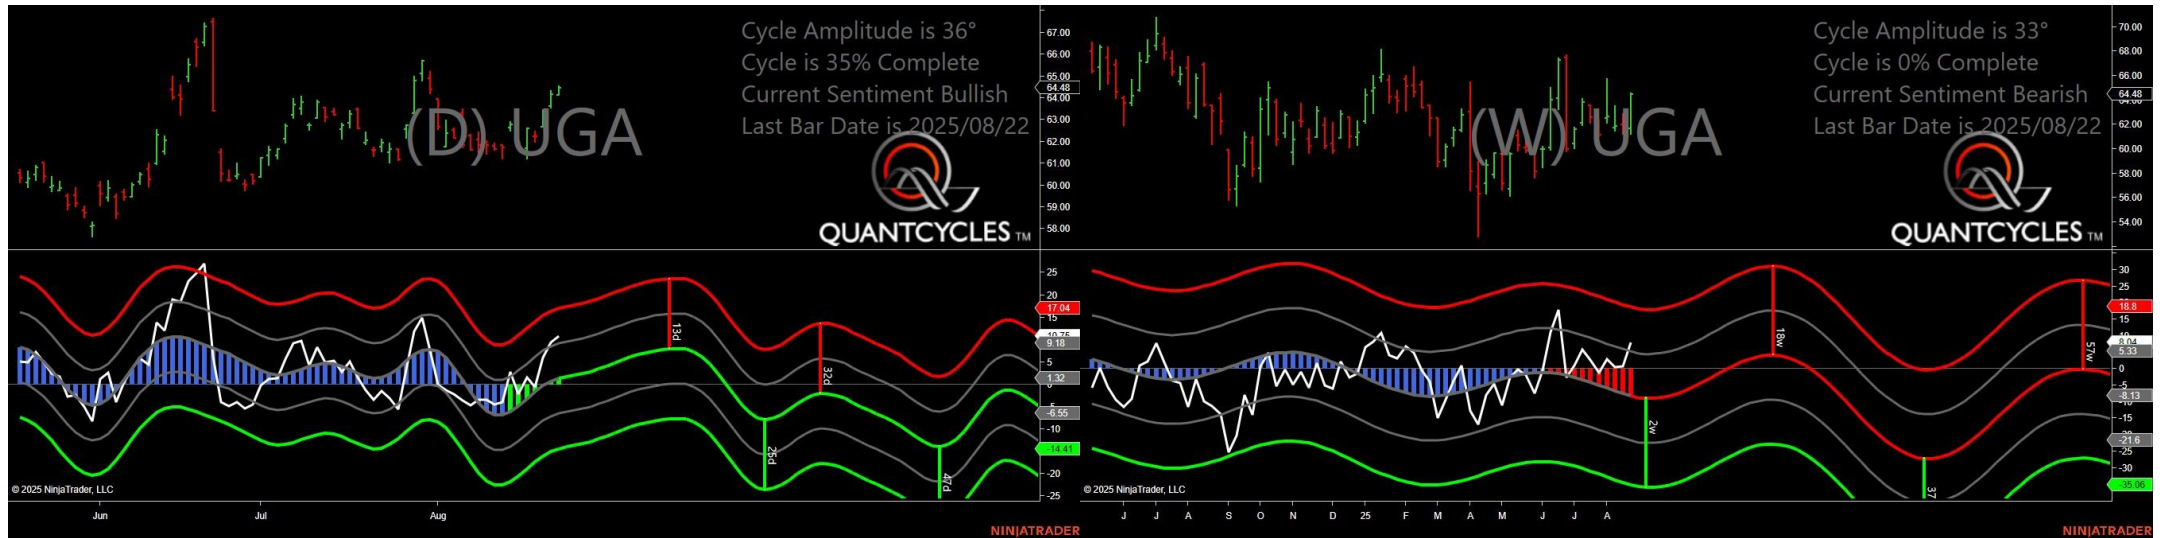 Cycle Amplitude is 36°
Cycle is 35% Complete
Current Sentiment Bullish
Last Bar Date is 2025/08/22
(D) UGA
QUANTCYCLES TM
67.00
66.00
65.00
64.48
64.00
63.00
62.00
61.00
60.00
59.00
58.00
25
20
17.04
15
10.75
9.18
5
1.32
-6.55
-10
-14.41
-20
-25
13d
32d
25d
47d
© 2025 NinjaTrader, LLC
Jun Jul Aug
NINJATRADER
Cycle Amplitude is 33°
Cycle is 0% Complete
Current Sentiment Bearish
Last Bar Date is 2025/08/22
(W) UGA
QUANTCYCLES TM
70.00
68.00
66.00
64.48
62.00
60.00
58.00
56.00
54.00
30
25
18.8
15
8.04
5.33
0
-8.13
-15
-21.6
-25
-30
-35.06
18w
57w
2w
37
© 2025 NinjaTrader, LLC
J J A S O N D 25 F M A M J J A
NINJATRADER